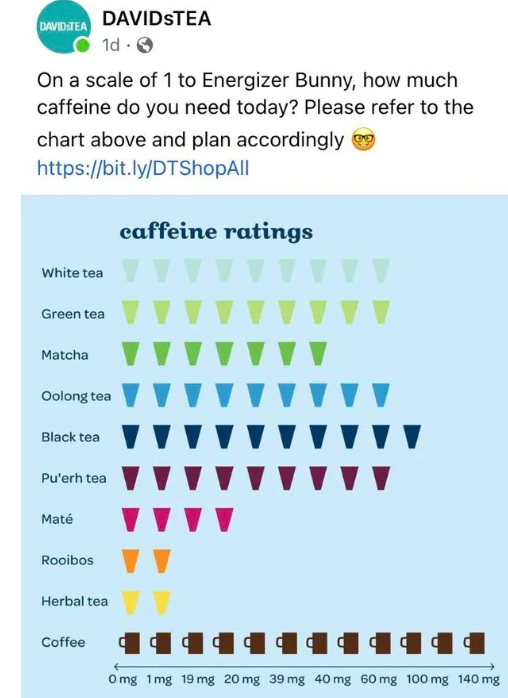 DAVIDsTEA
DAVIDsTEA
1d ·
On a scale of 1 to Energizer Bunny, how much
caffeine do you need today? Please refer to the
chart above and plan accordingly 🤓
https://bit.ly/DTShopAll
caffeine ratings
White tea
Green tea
Matcha
Oolong tea
Black tea
Pu'erh tea
Maté
Rooibos
Herbal tea
Coffee
0 mg 1 mg 19 mg 20 mg 39 mg 40 mg 60 mg 100 mg 140 mg